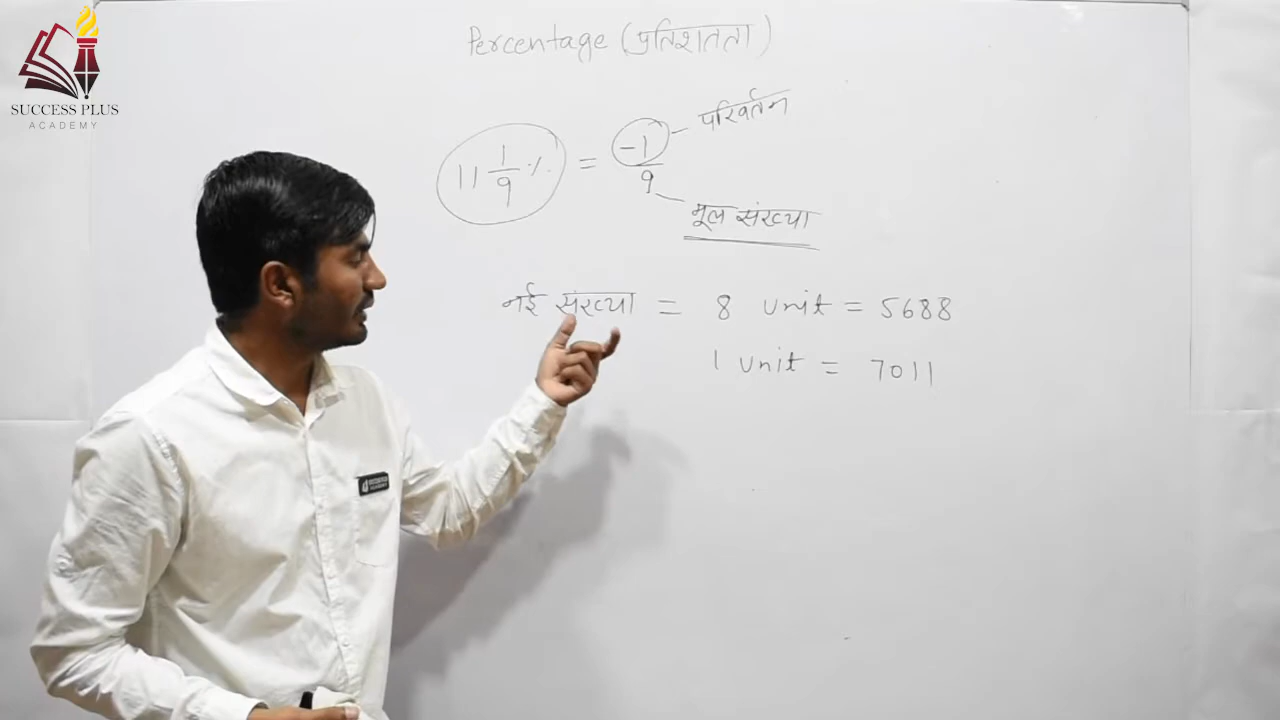 SUCCESS PLUS
ACADEMY
Percentage (प्रतिशतता)
11 1/9 % = -1/9
परिवर्तन
मूल संख्या
नई संख्या = 8 unit = 5688
1 unit = 7011